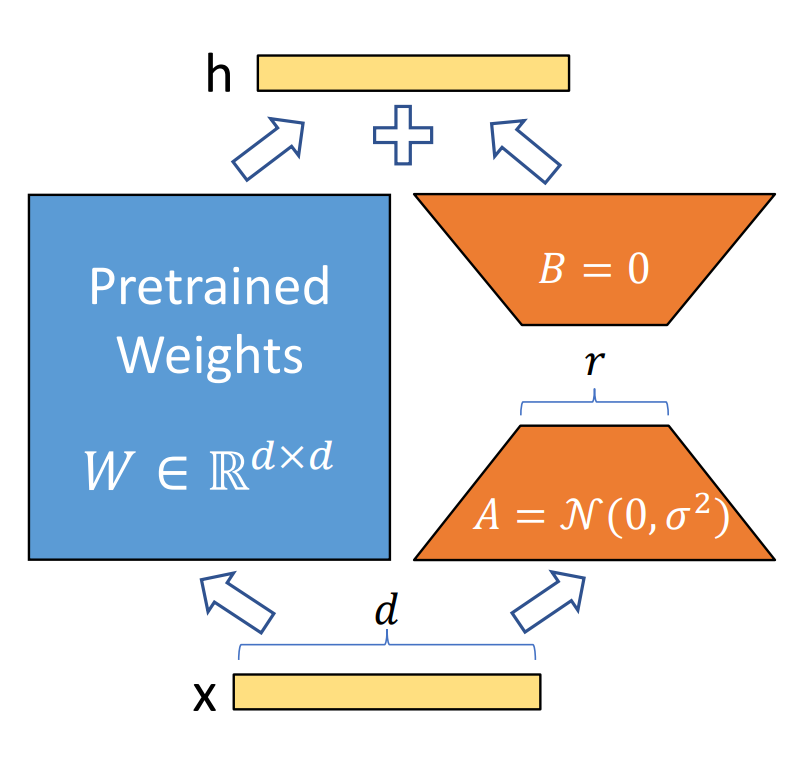 h
Pretrained
Weights
W ∈ ℝ^{d×d}
B = 0
r
A = 𝒩(0, σ²)
d
x